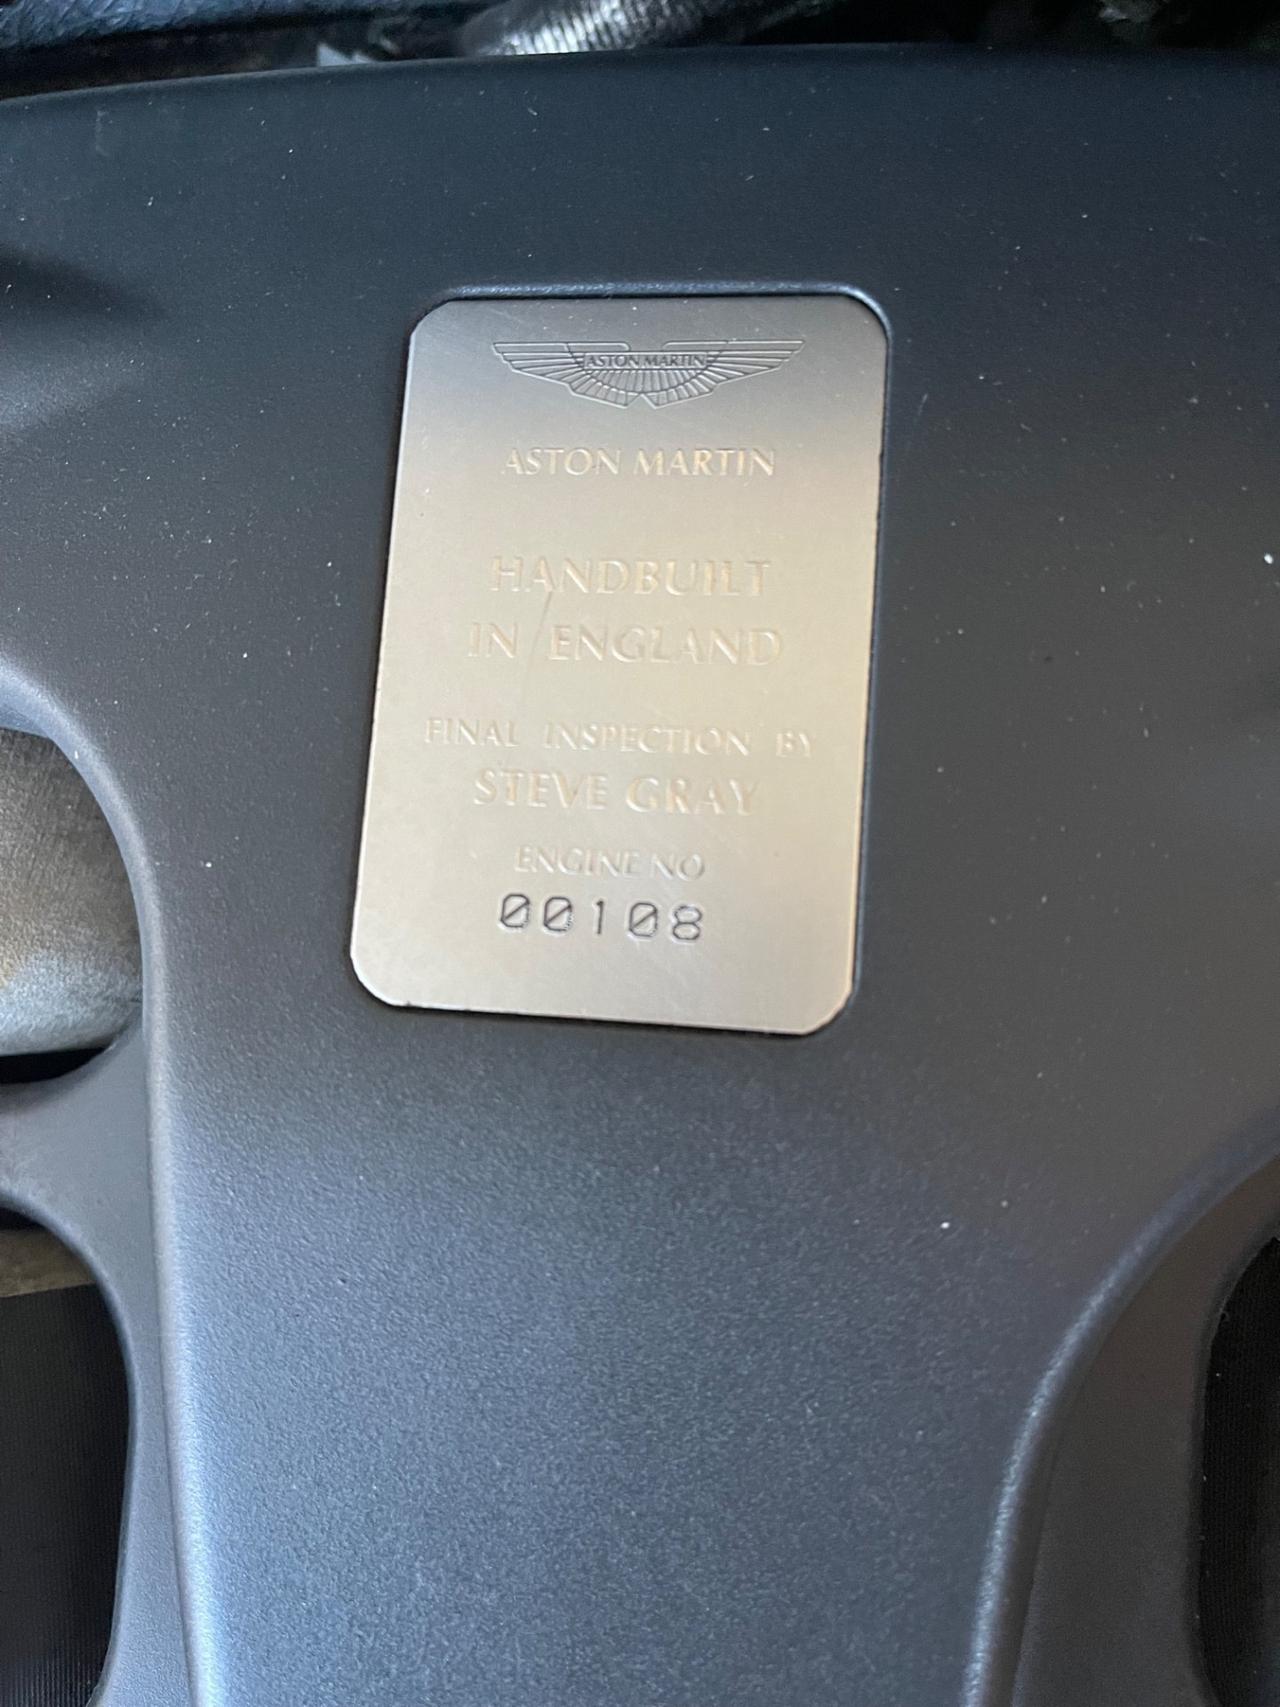 ASTON MARTIN
ASTON MARTIN
HANDBUILT
IN ENGLAND
FINAL INSPECTION BY
STEVE GRAY
ENGINE NO
00108